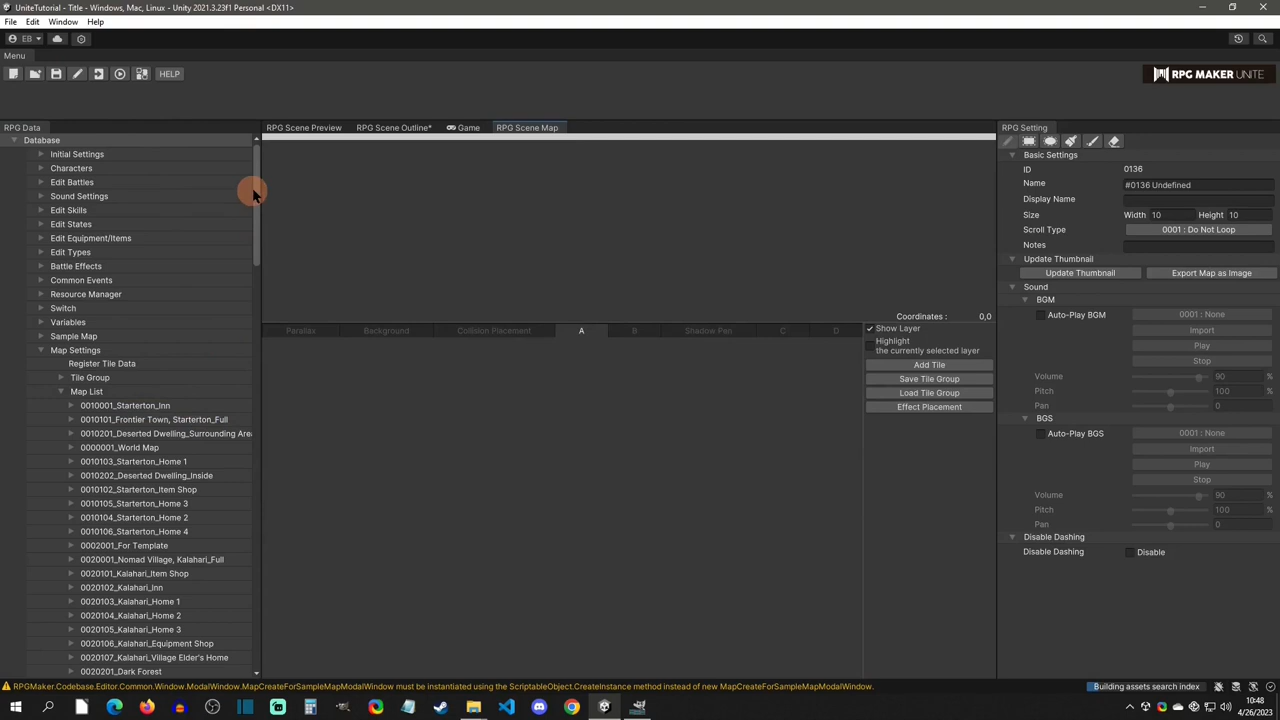 UniteTutorial - Title - Windows, Mac, Linux - Unity 2021.3.23f1 Personal <DX11>
File Edit Window Help
EB
Menu
HELP
RPG MAKER UNITE
RPG Data
RPG Scene Preview RPG Scene Outline* Game RPG Scene Map
RPG Setting
Database
Initial Settings
Characters
Edit Battles
Sound Settings
Edit Skills
Edit States
Edit Equipment/Items
Edit Types
Battle Effects
Common Events
Resource Manager
Switch
Variables
Sample Map
Map Settings
Register Tile Data
Tile Group
Map List
0010001_Starterton_Inn
0010101_Frontier Town, Starterton_Full
0010201_Deserted Dwelling_Surrounding Area
0000001_World Map
0010103_Starterton_Home 1
0010202_Deserted Dwelling_Inside
0010102_Starterton_Item Shop
0010105_Starterton_Home 3
0010104_Starterton_Home 2
0010106_Starterton_Home 4
0002001_For Template
0020001_Nomad Village, Kalahari_Full
0020101_Kalahari_Item Shop
0020102_Kalahari_Inn
0020103_Kalahari_Home 1
0020104_Kalahari_Home 2
0020105_Kalahari_Home 3
0020106_Kalahari_Equipment Shop
0020107_Kalahari_Village Elder's Home
0020201_Dark Forest
Coordinates : 0,0
Parallax Background Collision Placement A B Shadow Pen C D
Show Layer
Highlight
the currently selected layer
Add Tile
Save Tile Group
Load Tile Group
Effect Placement
Basic Settings
ID 0136
Name #0136 Undefined
Display Name
Size Width 10 Height 10
Scroll Type 0001 : Do Not Loop
Notes
Update Thumbnail
Update Thumbnail Export Map as Image
Sound
BGM
Auto-Play BGM 0001 : None
Import
Play
Stop
Volume 90 %
Pitch 100 %
Pan 0
BGS
Auto-Play BGS 0001 : None
Import
Play
Stop
Volume 90 %
Pitch 100 %
Pan 0
Disable Dashing
Disable Dashing Disable
RPGMaker.Codebase.Editor.Common.Window.ModalWindow.MapCreateForSampleMapModalWindow must be instantiated using the ScriptableObject.CreateInstance method instead of new MapCreateForSampleMapModalWindow.
Building assets search index
10:48
4/26/2023